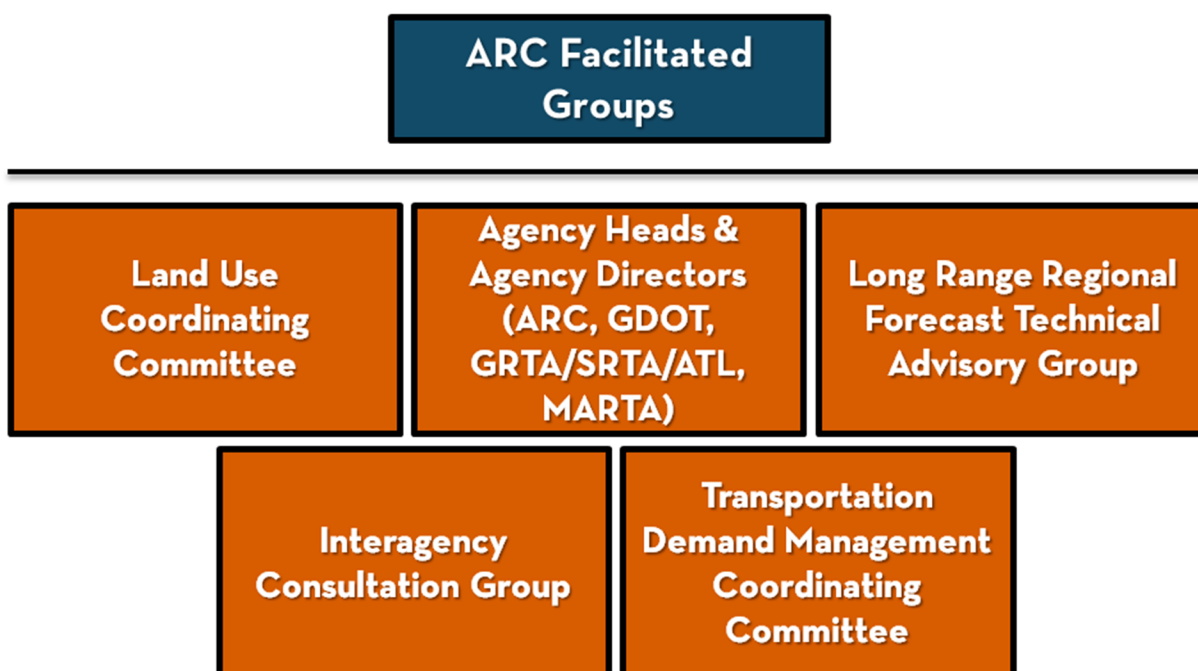 ARC Facilitated
Groups
Land Use
Coordinating
Committee
Agency Heads &
Agency Directors
(ARC, GDOT,
GRTA/SRTA/ATL,
MARTA)
Long Range Regional
Forecast Technical
Advisory Group
Interagency
Consultation Group
Transportation
Demand Management
Coordinating
Committee